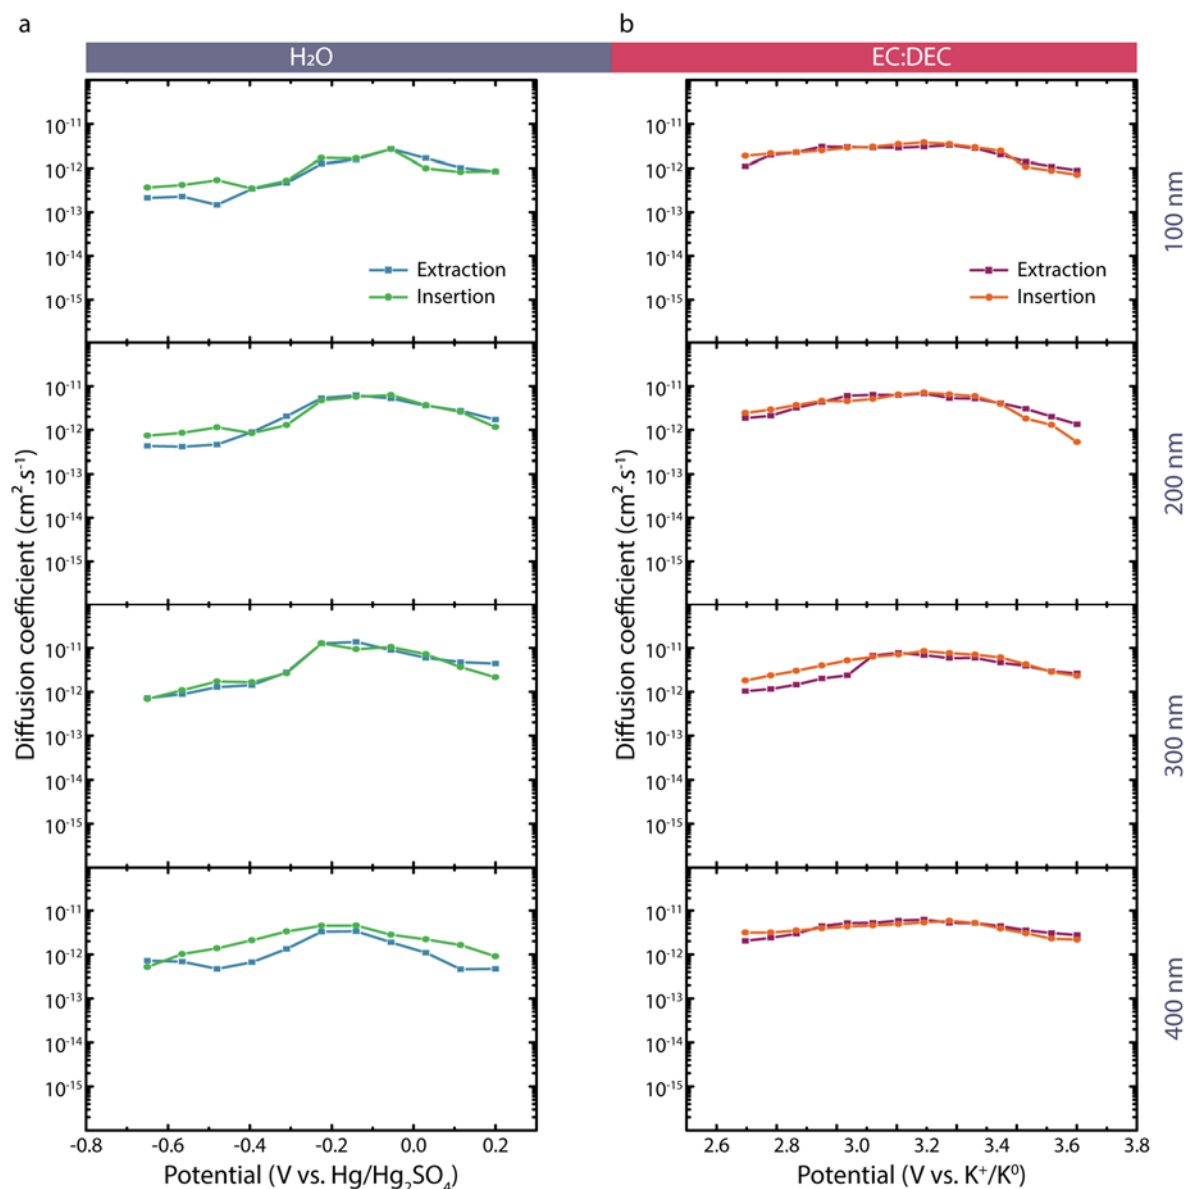 a
b
H₂O
EC:DEC
10⁻¹¹
10⁻¹²
10⁻¹³
10⁻¹⁴
10⁻¹⁵
Extraction
Insertion
10⁻¹¹
10⁻¹²
10⁻¹³
10⁻¹⁴
10⁻¹⁵
Extraction
Insertion
100 nm
10⁻¹¹
10⁻¹²
10⁻¹³
10⁻¹⁴
10⁻¹⁵
10⁻¹¹
10⁻¹²
10⁻¹³
10⁻¹⁴
10⁻¹⁵
200 nm
Diffusion coefficient (cm².s⁻¹)
Diffusion coefficient (cm².s⁻¹)
10⁻¹¹
10⁻¹²
10⁻¹³
10⁻¹⁴
10⁻¹⁵
10⁻¹¹
10⁻¹²
10⁻¹³
10⁻¹⁴
10⁻¹⁵
300 nm
10⁻¹¹
10⁻¹²
10⁻¹³
10⁻¹⁴
10⁻¹⁵
10⁻¹¹
10⁻¹²
10⁻¹³
10⁻¹⁴
10⁻¹⁵
400 nm
-0.8 -0.6 -0.4 -0.2 0.0 0.2
2.6 3.0 3.2 3.4 3.6 3.8
Potential (V vs. Hg/Hg₂SO₄)
Potential (V vs. K⁺/K⁰)